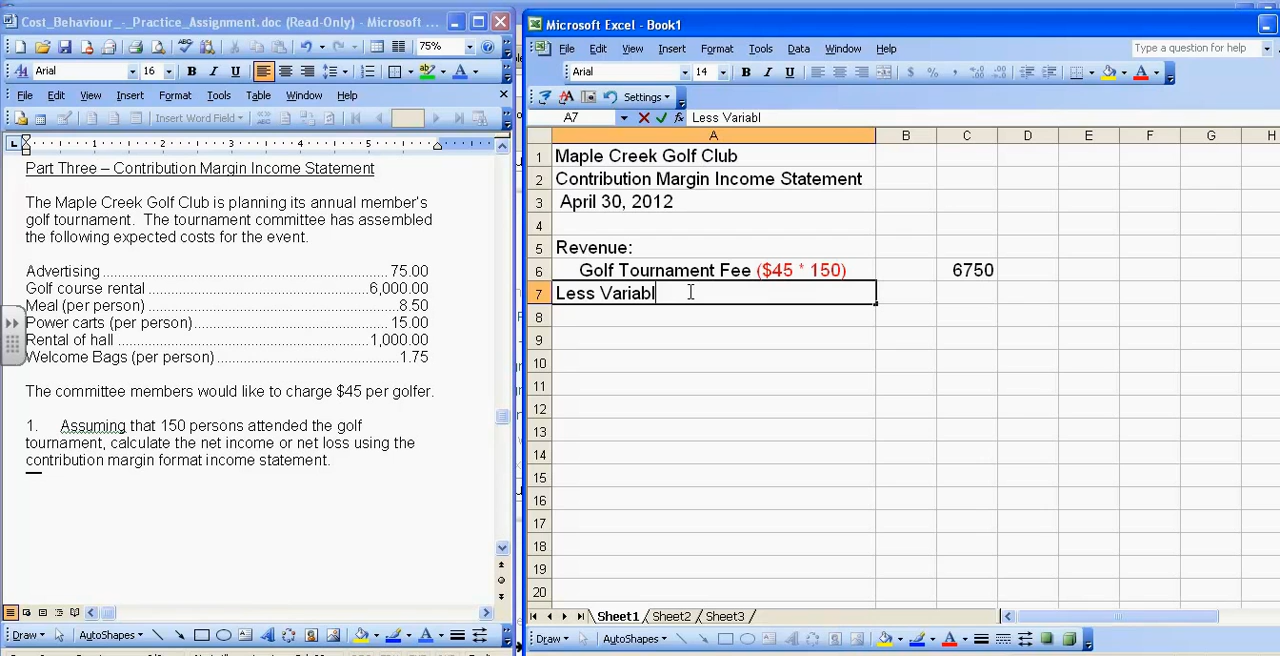 Cost_Behaviour_-_Practice_Assignment.doc (Read-Only) - Microsoft ...
75%
Arial
16
B I U
File Edit View Insert Format Tools Table Window Help
Insert Word Field
1 2 3 4 5
Part Three – Contribution Margin Income Statement
The Maple Creek Golf Club is planning its annual member's
golf tournament. The tournament committee has assembled
the following expected costs for the event.
Advertising ........ 75.00
Golf course rental ........ 6,000.00
Meal (per person) ........ 8.50
Power carts (per person) ........ 15.00
Rental of hall ........ 1,000.00
Welcome Bags (per person) ........ 1.75
The committee members would like to charge $45 per golfer.
1. Assuming that 150 persons attended the golf
tournament, calculate the net income or net loss using the
contribution margin format income statement.
Draw AutoShapes
Microsoft Excel - Book1
File Edit View Insert Format Tools Data Window Help
Type a question for help
Arial 14 B I U
Settings
A7 fx Less Variabl
A B C D E F G H
1 Maple Creek Golf Club
2 Contribution Margin Income Statement
3 April 30, 2012
4
5 Revenue:
6 Golf Tournament Fee ($45 * 150) 6750
7 Less Variabl
8
9
10
11
12
13
14
15
16
17
18
19
20
Sheet1 Sheet2 Sheet3
Draw AutoShapes